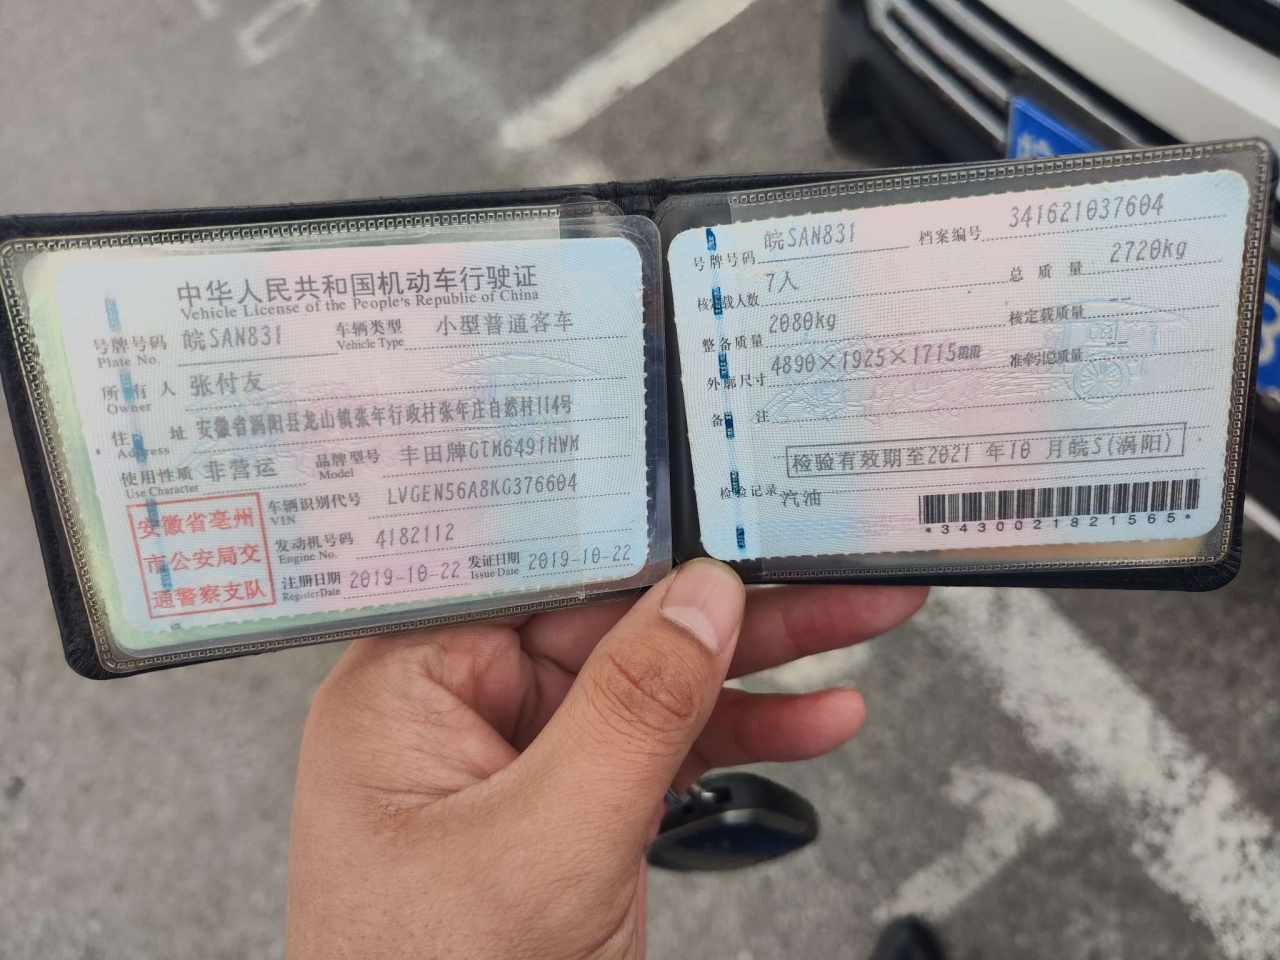 中华人民共和国机动车行驶证
Vehicle License of the People's Republic of China
号牌号码 皖SAN831 车辆类型 小型普通客车
Plate No. Vehicle Type
所有人 张付友
Owner
住址 安徽省涡阳县龙山镇张年行政村张年庄自然村114号
Address
使用性质 非营运 品牌型号 丰田牌GTM6491HWM
Use Character Model
车辆识别代号 LVGEN56A8KG376604
VIN
发动机号码 4182112
Engine No.
注册日期 2019-10-22 发证日期 2019-10-22
Register Date Issue Date
安徽省亳州
市公安局交
通警察支队
号牌号码 皖SAN831 档案编号 341621037604
核定载人数 7人 总质量 2720kg
整备质量 2080kg 核定载质量 --
外廓尺寸 4890×1925×1715mm 准牵引总质量 --
备注
检验有效期至2021年10月皖S(涡阳)
检验记录 汽油
*3430021821565*